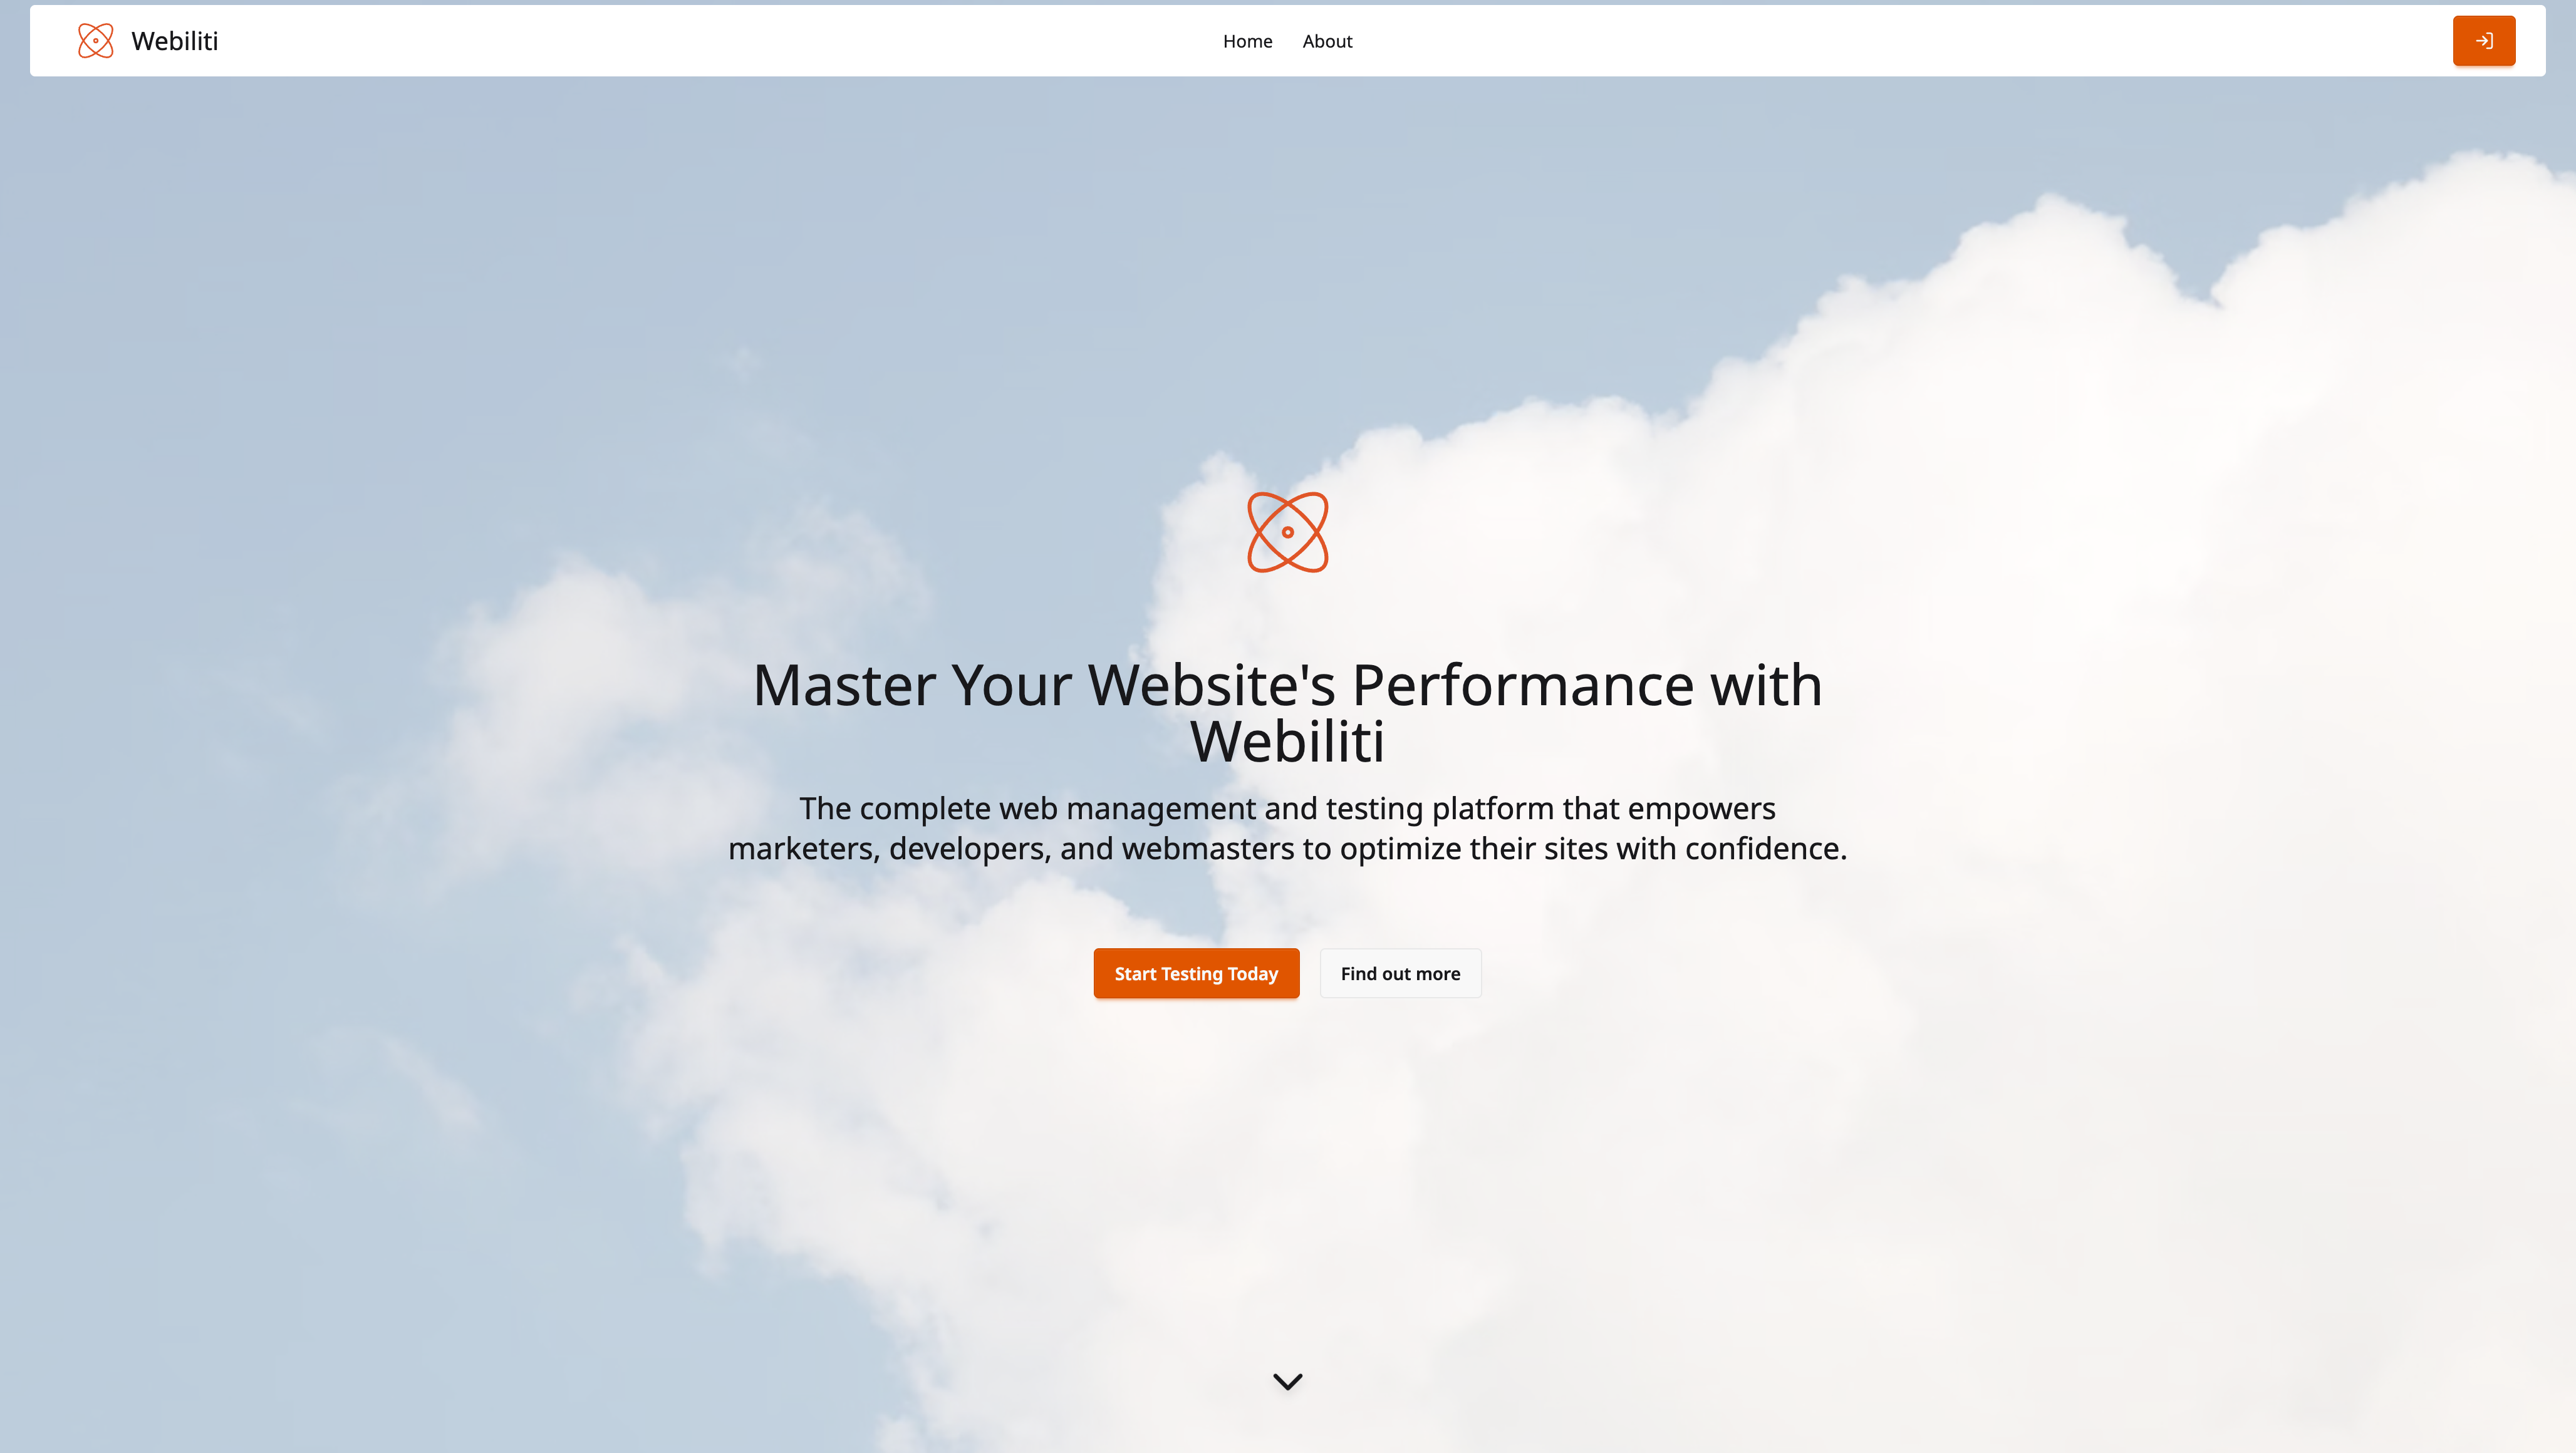 Webiliti
Home
About
Master Your Website's Performance with
Webiliti
The complete web management and testing platform that empowers
marketers, developers, and webmasters to optimize their sites with confidence.
Start Testing Today
Find out more